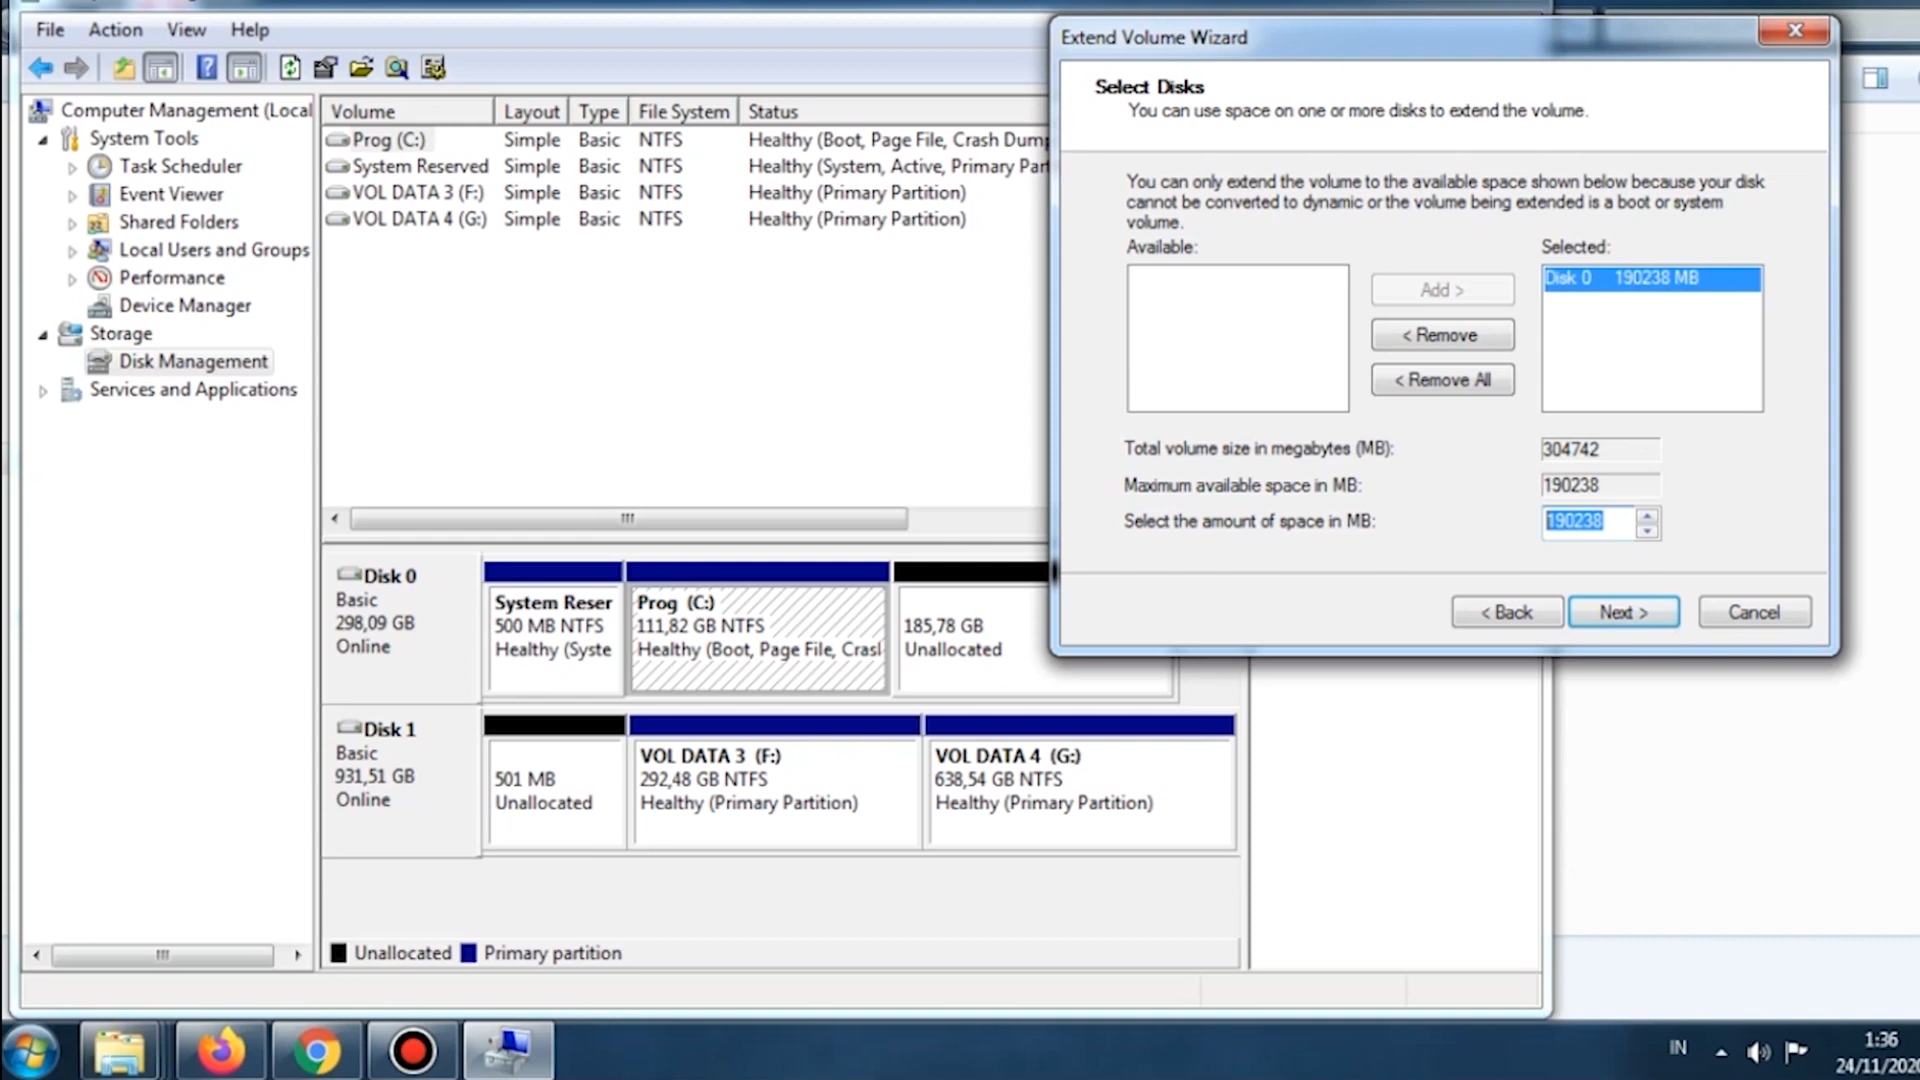 File Action View Help
Computer Management (Local
System Tools
Task Scheduler
Event Viewer
Shared Folders
Local Users and Groups
Performance
Device Manager
Storage
Disk Management
Services and Applications
Volume Layout Type File System Status
Prog (C:) Simple Basic NTFS Healthy (Boot, Page File, Crash Dump
System Reserved Simple Basic NTFS Healthy (System, Active, Primary Part
VOL DATA 3 (F:) Simple Basic NTFS Healthy (Primary Partition)
VOL DATA 4 (G:) Simple Basic NTFS Healthy (Primary Partition)
Disk 0
Basic
298,09 GB
Online
System Reser
500 MB NTFS
Healthy (Syste
Prog (C:)
111,82 GB NTFS
Healthy (Boot, Page File, Crasl
185,78 GB
Unallocated
Disk 1
Basic
931,51 GB
Online
501 MB
Unallocated
VOL DATA 3 (F:)
292,48 GB NTFS
Healthy (Primary Partition)
VOL DATA 4 (G:)
638,54 GB NTFS
Healthy (Primary Partition)
Unallocated Primary partition
Extend Volume Wizard
Select Disks
You can use space on one or more disks to extend the volume.
You can only extend the volume to the available space shown below because your disk
cannot be converted to dynamic or the volume being extended is a boot or system
volume.
Available: Selected:
Disk 0 190238 MB
Add >
< Remove
< Remove All
Total volume size in megabytes (MB): 304742
Maximum available space in MB: 190238
Select the amount of space in MB: 190238
< Back Next > Cancel
IN
1:36
24/11/2020